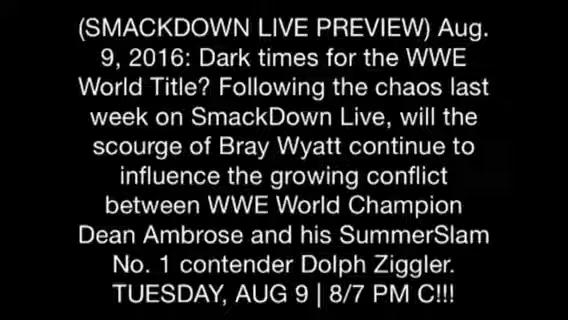 (SMACKDOWN LIVE PREVIEW) Aug.
9, 2016: Dark times for the WWE
World Title? Following the chaos last
week on SmackDown Live, will the
scourge of Bray Wyatt continue to
influence the growing conflict
between WWE World Champion
Dean Ambrose and his SummerSlam
No. 1 contender Dolph Ziggler.
TUESDAY, AUG 9 | 8/7 PM C!!!